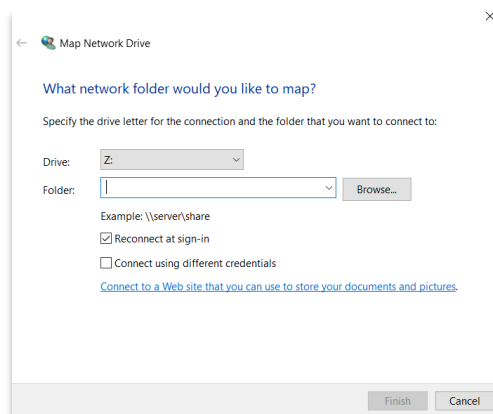 Map Network Drive
What network folder would you like to map?
Specify the drive letter for the connection and the folder that you want to connect to:
Drive: Z:
Folder: Browse...
Example: \\server\share
Reconnect at sign-in
Connect using different credentials
Connect to a Web site that you can use to store your documents and pictures.
Finish Cancel